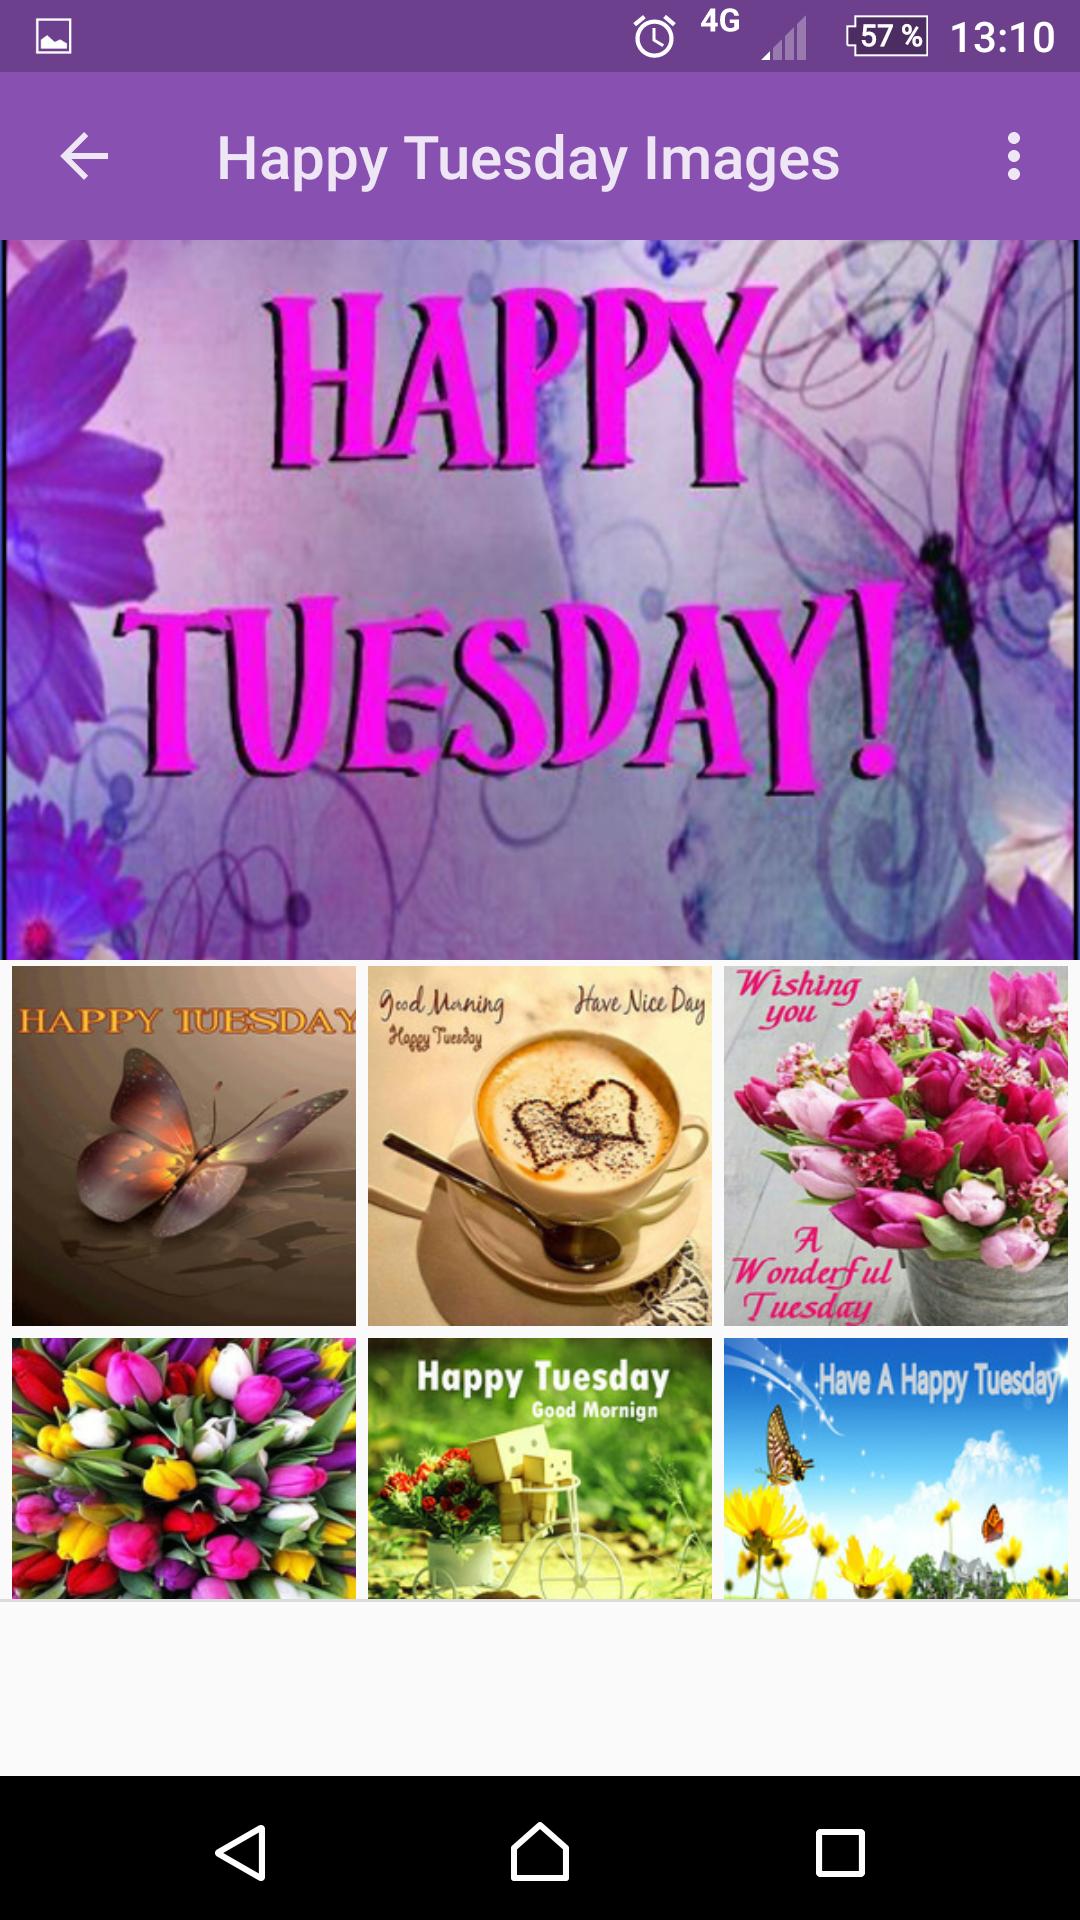 4G 57 % 13:10
Happy Tuesday Images
HAPPY
TUESDAY!
HAPPY TUESDAY
Good Morning
Have Nice Day
Happy Tuesday
Wishing
you
A
Wonderful
Tuesday
Happy Tuesday
Good Mornign
Have A Happy Tuesday